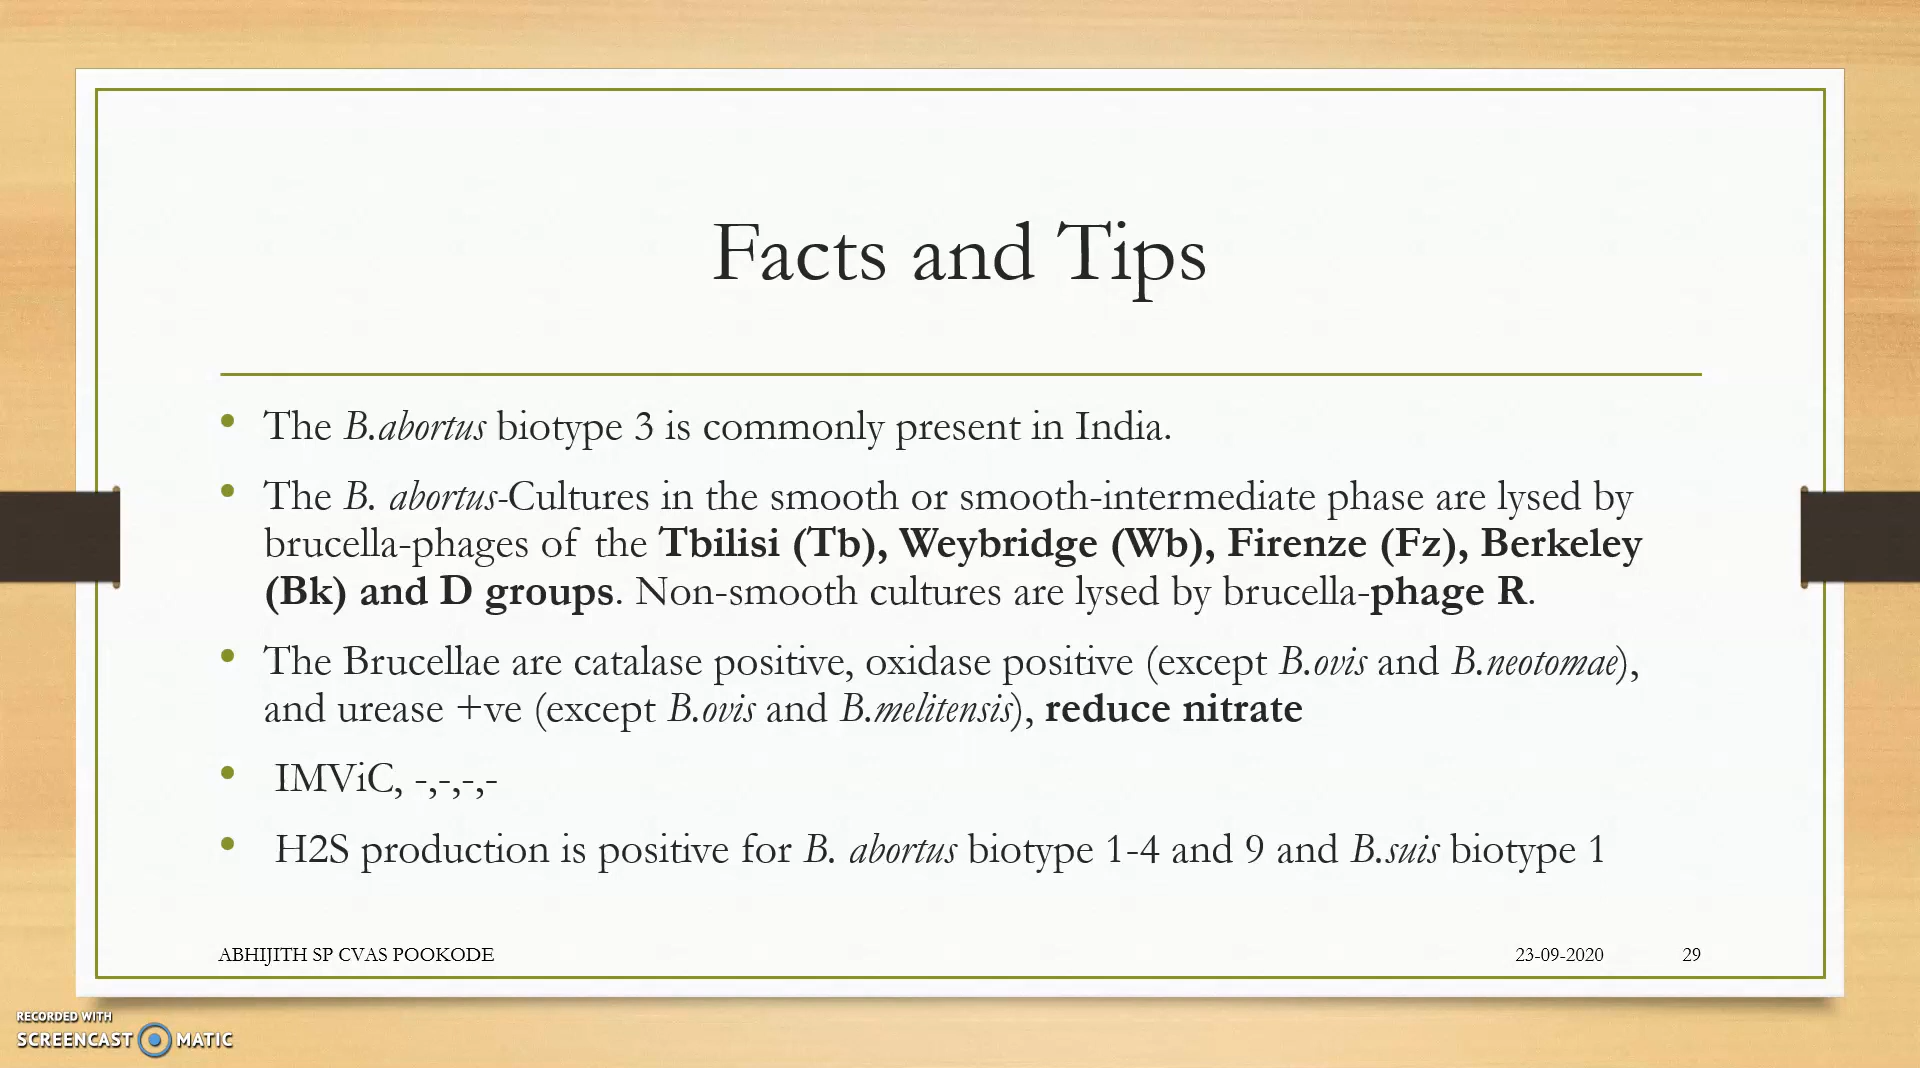 Facts and Tips
• The B.abortus biotype 3 is commonly present in India.
• The B. abortus-Cultures in the smooth or smooth-intermediate phase are lysed by
brucella-phages of the Tbilisi (Tb), Weybridge (Wb), Firenze (Fz), Berkeley
(Bk) and D groups. Non-smooth cultures are lysed by brucella-phage R.
• The Brucellae are catalase positive, oxidase positive (except B.ovis and B.neotomae),
and urease +ve (except B.ovis and B.melitensis), reduce nitrate
• IMViC, -,-,-,-
• H2S production is positive for B. abortus biotype 1-4 and 9 and B.suis biotype 1
ABHIJITH SP CVAS POOKODE 23-09-2020 29
RECORDED WITH
SCREENCAST MATIC